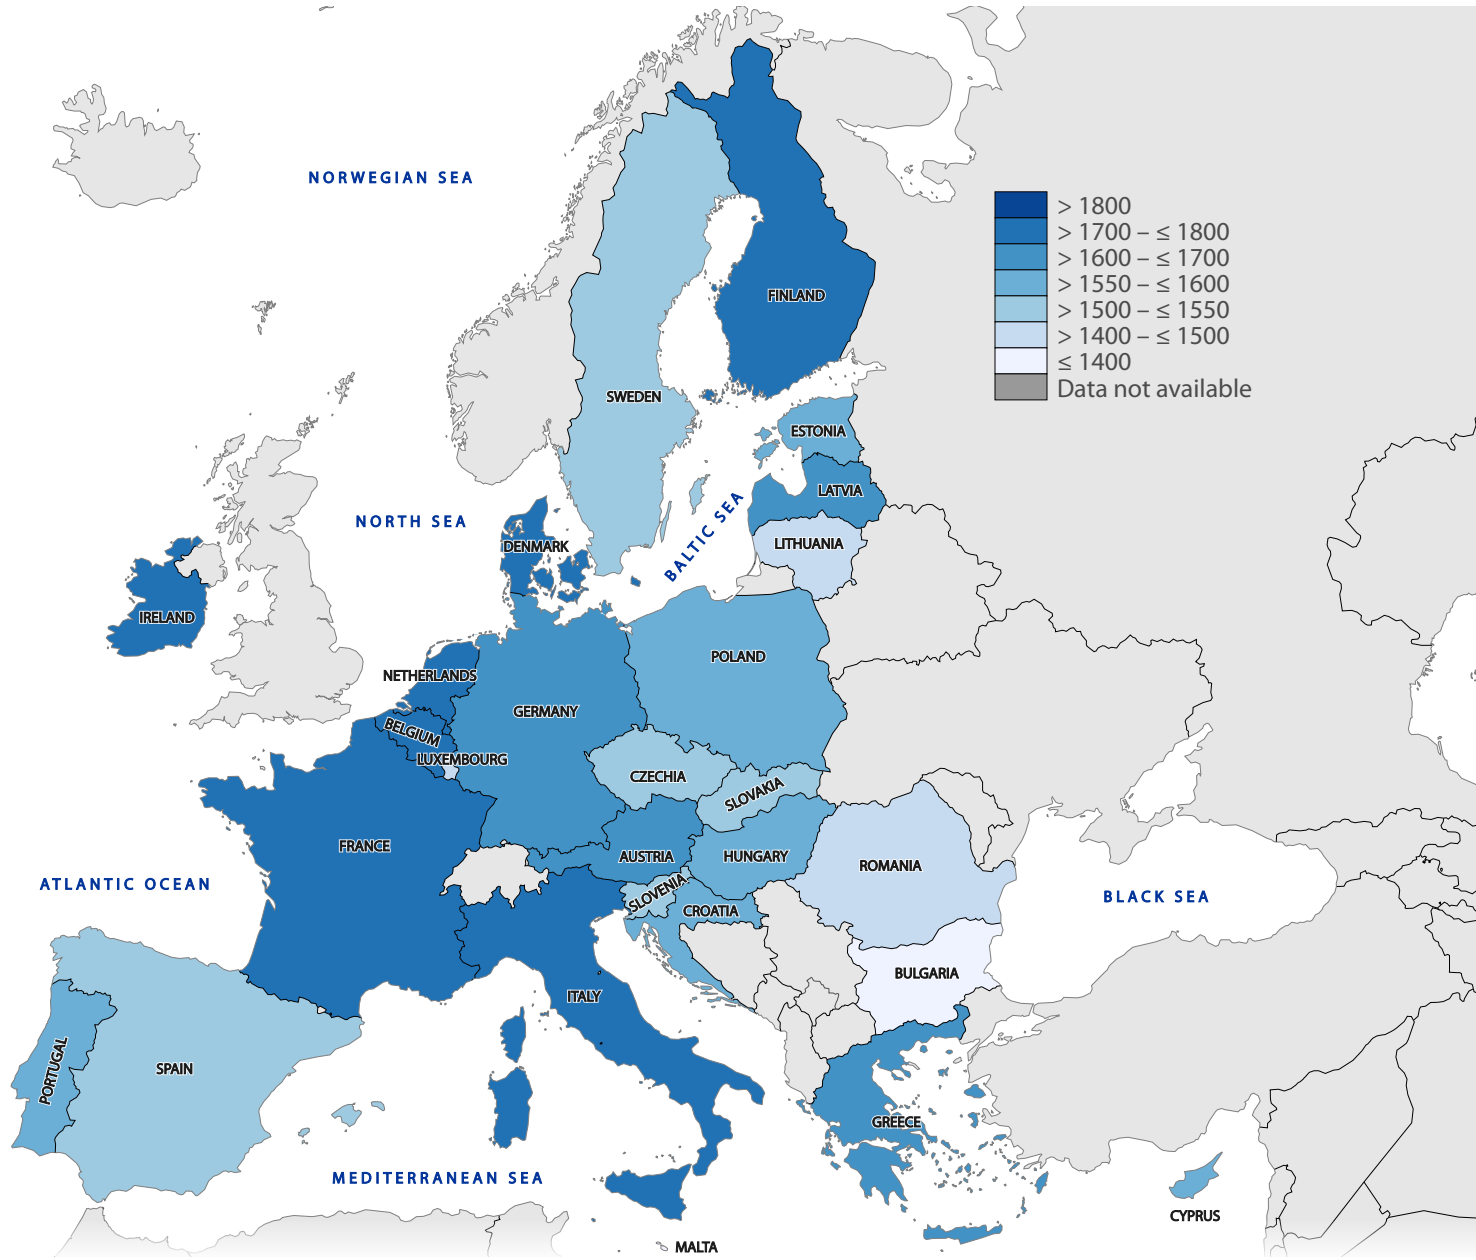 NORWEGIAN SEA
> 1800
> 1700 – ≤ 1800
> 1600 – ≤ 1700
> 1550 – ≤ 1600
> 1500 – ≤ 1550
> 1400 – ≤ 1500
≤ 1400
Data not available
FINLAND
SWEDEN
ESTONIA
LATVIA
BALTIC SEA
NORTH SEA
LITHUANIA
DENMARK
IRELAND
POLAND
NETHERLANDS
GERMANY
BELGIUM
LUXEMBOURG
CZECHIA
SLOVAKIA
FRANCE
AUSTRIA
HUNGARY
ROMANIA
ATLANTIC OCEAN
SLOVENIA
BLACK SEA
CROATIA
BULGARIA
ITALY
PORTUGAL
SPAIN
GREECE
MEDITERRANEAN SEA
CYPRUS
MALTA